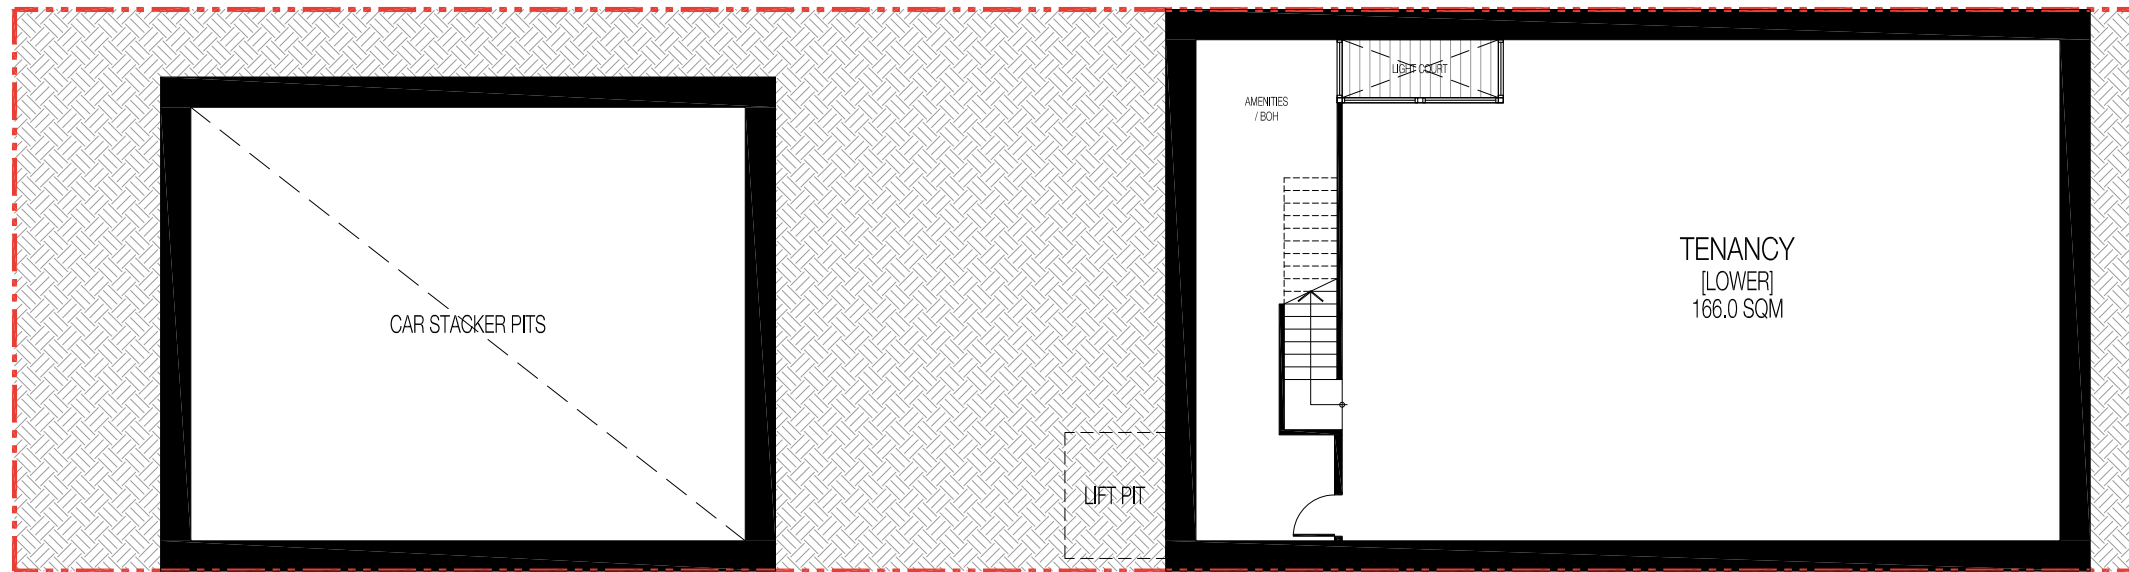 LIGHT COURT
AMENITIES
/ BOH
TENANCY
[LOWER]
166.0 SQM
CAR STACKER PITS
LIFT PIT